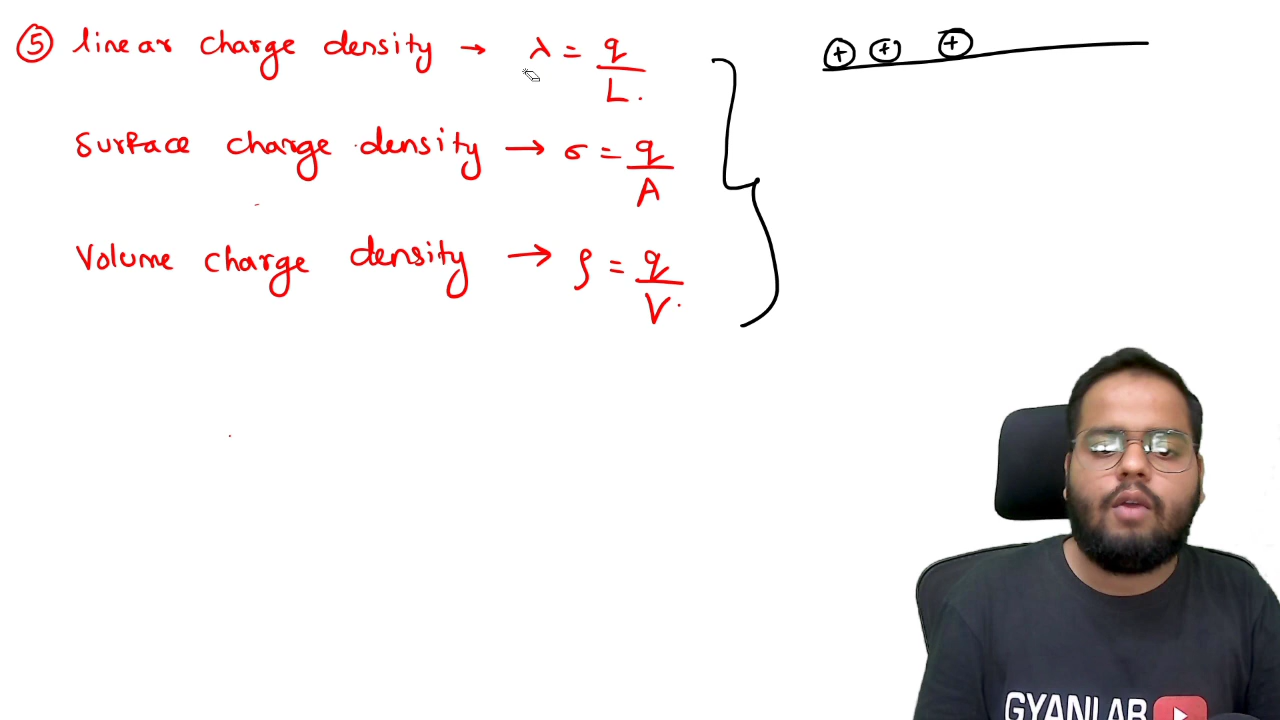 ⑤ linear charge density → λ = q/L.
⊕ ⊕ ⊕
Surface charge density → σ = q/A
Volume charge density → ρ = q/V.
GYANLAB